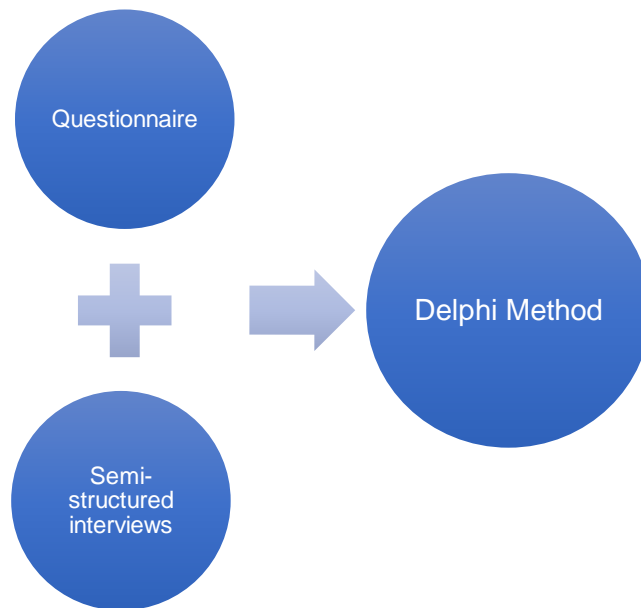 Questionnaire
Delphi Method
Semi-
structured
interviews